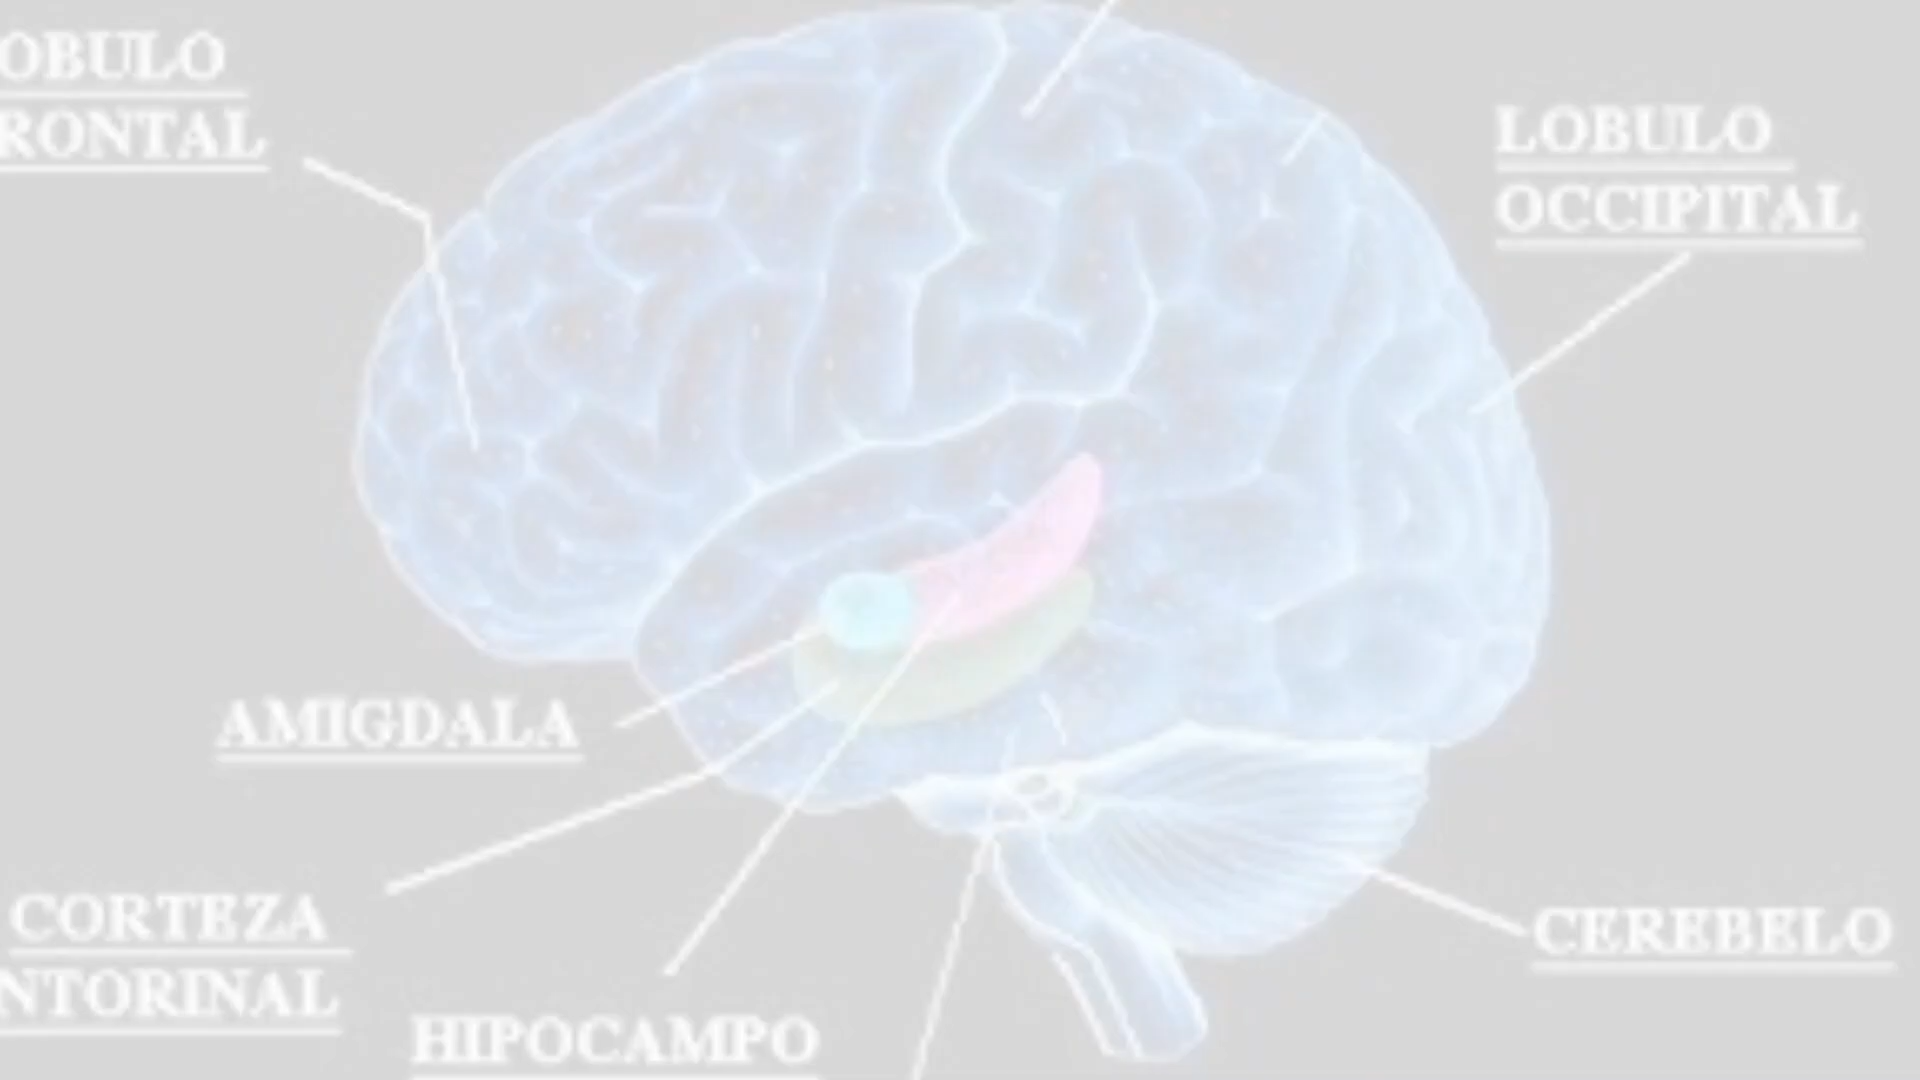 OBULO
RONTAL
LOBULO
OCCIPITAL
AMIGDALA
CORTEZA
NTORINAL
HIPOCAMPO
CEREBELO